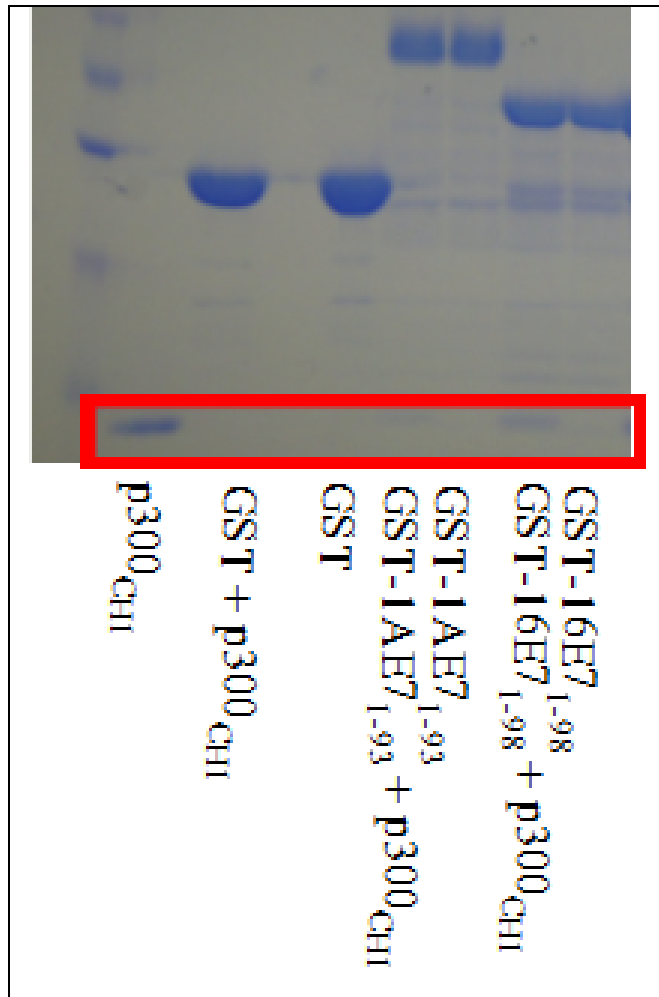 p300CH1
GST + p300CH1
GST
GST-1AE71-93 + p300CH1
GST-1AE71-93
GST-16E71-98 + p300CH1
GST-16E71-98